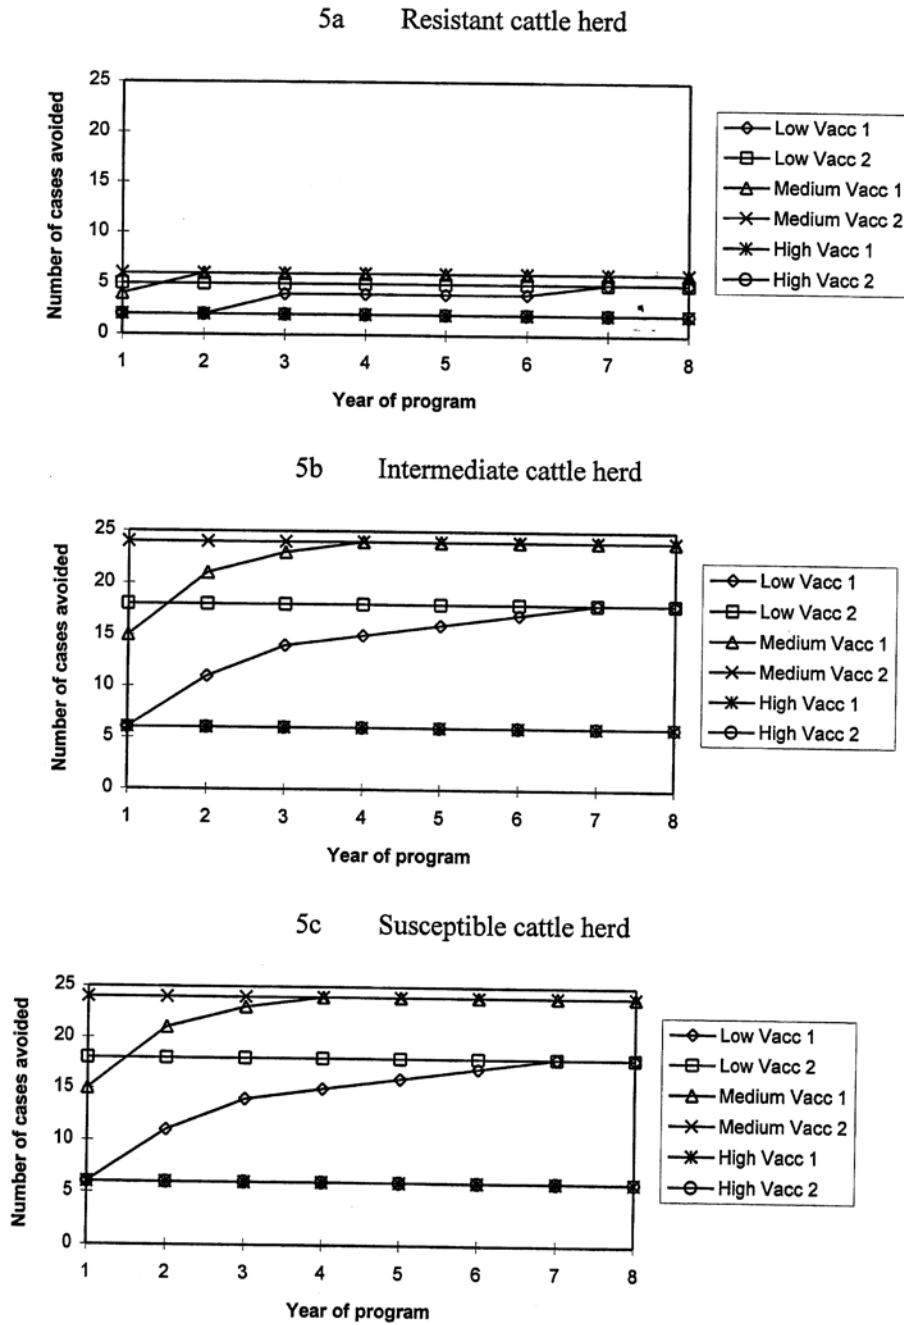 5a Resistant cattle herd
Number of cases avoided
25
20
15
10
5
0
1 2 3 4 5 6 7 8
Year of program
Low Vacc 1
Low Vacc 2
Medium Vacc 1
Medium Vacc 2
High Vacc 1
High Vacc 2
5b Intermediate cattle herd
Number of cases avoided
25
20
15
10
5
0
1 2 3 4 5 6 7 8
Year of program
Low Vacc 1
Low Vacc 2
Medium Vacc 1
Medium Vacc 2
High Vacc 1
High Vacc 2
5c Susceptible cattle herd
Number of cases avoided
25
20
15
10
5
0
1 2 3 4 5 6 7 8
Year of program
Low Vacc 1
Low Vacc 2
Medium Vacc 1
Medium Vacc 2
High Vacc 1
High Vacc 2